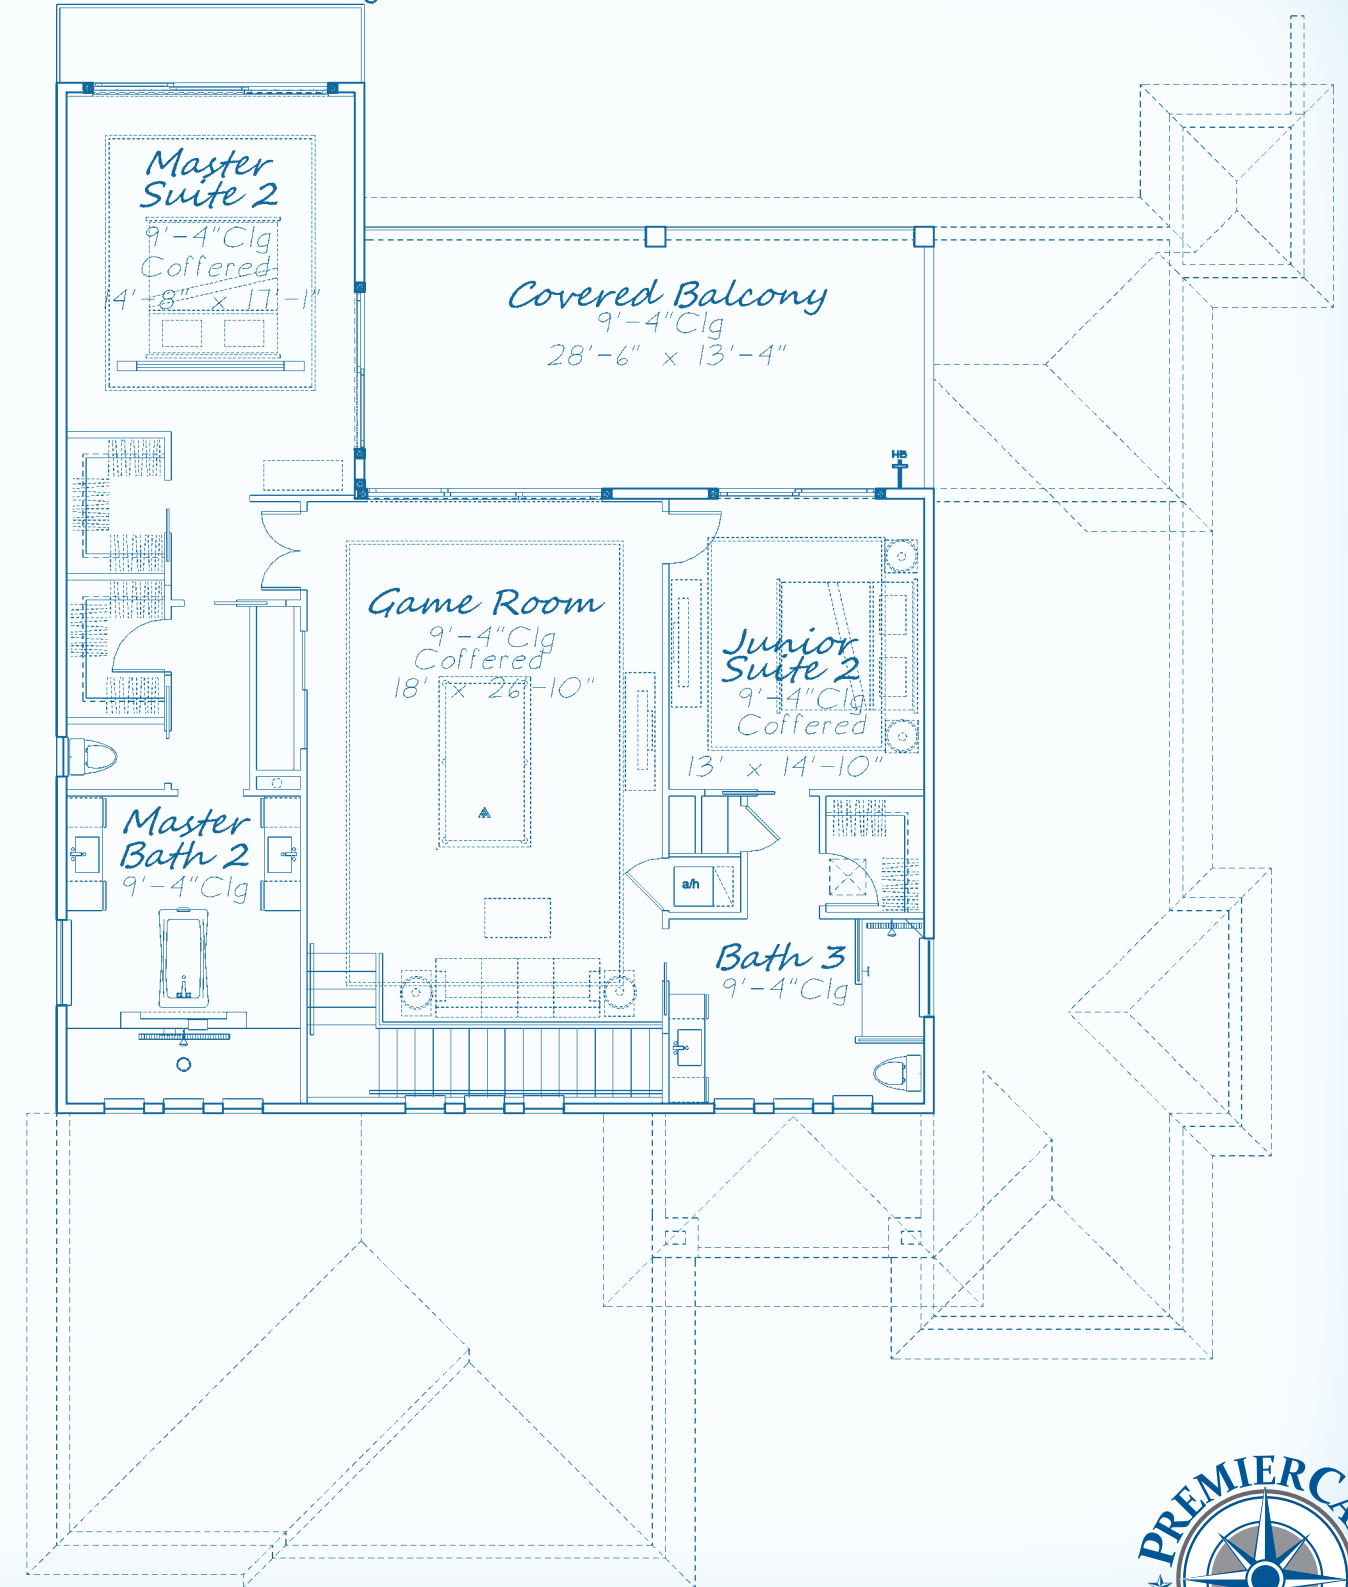 Master
Suite 2
9'-4"Clg
Coffered
14'-8" x 17'-1"
Covered Balcony
9'-4"Clg
28'-6" x 13'-4"
HB
Game Room
9'-4"Clg
Coffered
18' x 26'-10"
Junior
Suite 2
9'-4"Clg
Coffered
13' x 14'-10"
Master
Bath 2
9'-4"Clg
a/h
Bath 3
9'-4"Clg
PREMIER